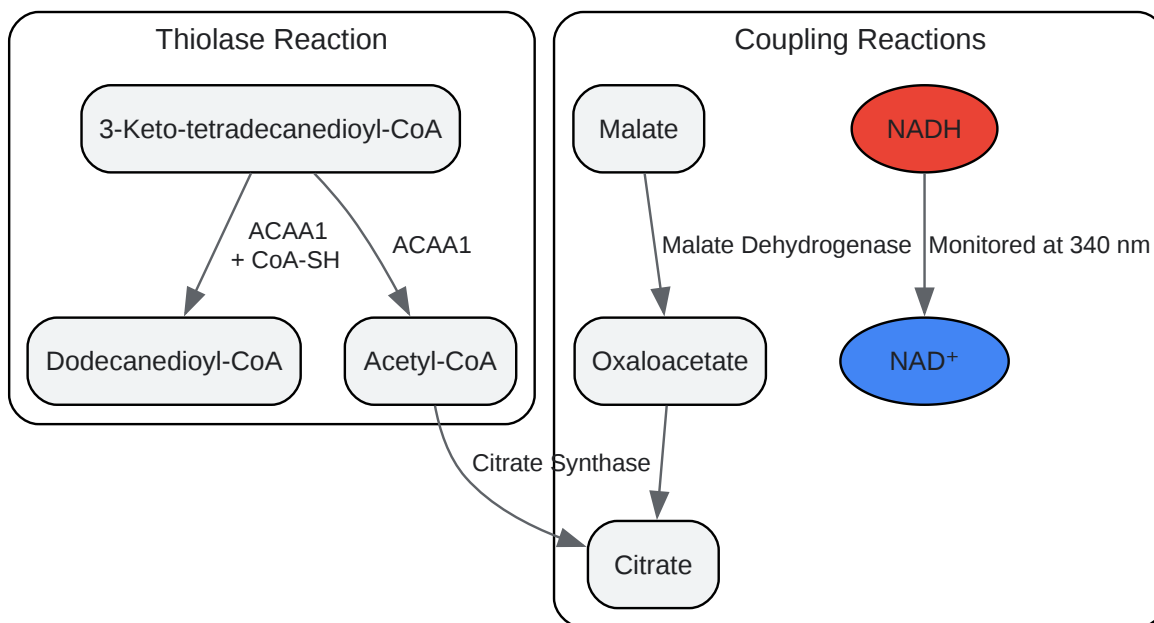 Thiolase Reaction
Coupling Reactions
3-Keto-tetradecanedioyl-CoA
Malate
NADH
ACAA1
+ CoA-SH
ACAA1
Malate Dehydrogenase
Monitored at 340 nm
Dodecanedioyl-CoA
Acetyl-CoA
Oxaloacetate
NAD⁺
Citrate Synthase
Citrate